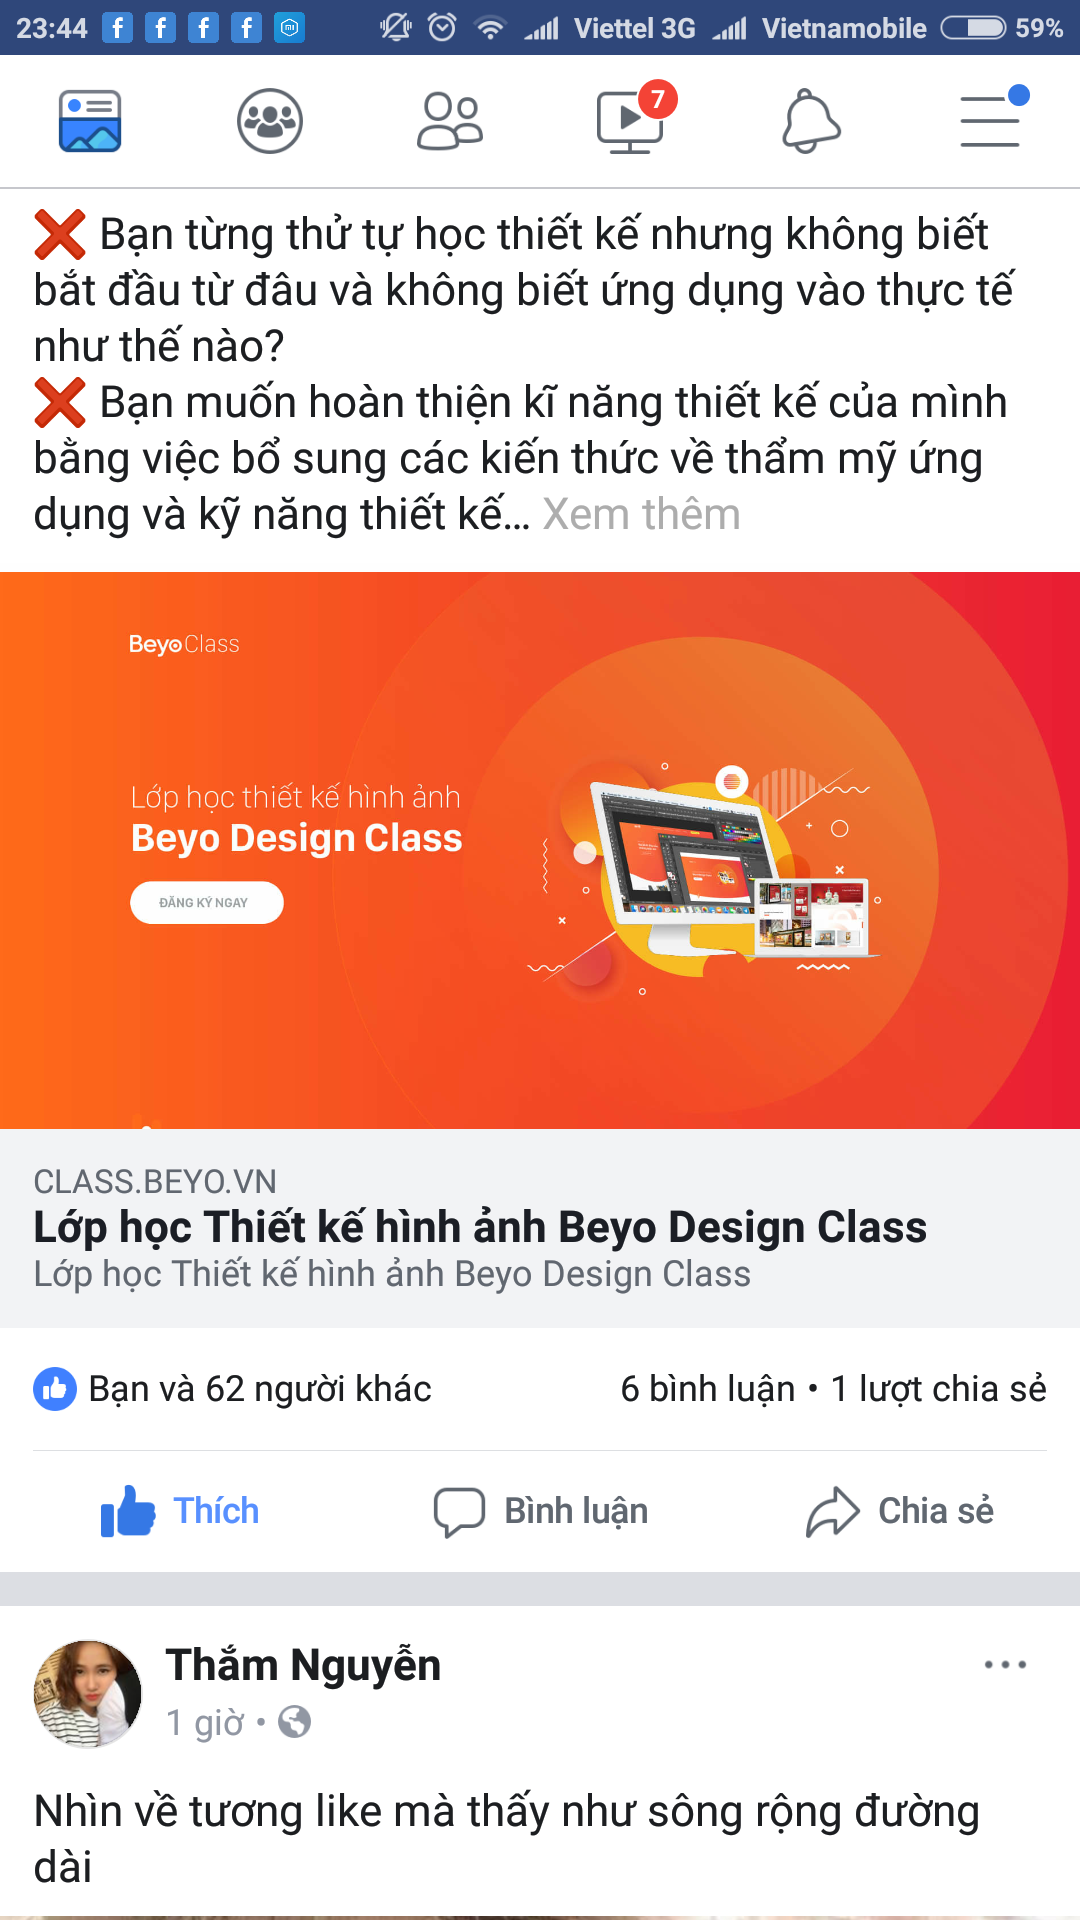 23:44 Viettel 3G Vietnamobile 59%
7
❌ Bạn từng thử tự học thiết kế nhưng không biết
bắt đầu từ đâu và không biết ứng dụng vào thực tế
như thế nào?
❌ Bạn muốn hoàn thiện kĩ năng thiết kế của mình
bằng việc bổ sung các kiến thức về thẩm mỹ ứng
dụng và kỹ năng thiết kế... Xem thêm
BeyoClass
Lớp học thiết kế hình ảnh
Beyo Design Class
ĐĂNG KÝ NGAY
CLASS.BEYO.VN
Lớp học Thiết kế hình ảnh Beyo Design Class
Lớp học Thiết kế hình ảnh Beyo Design Class
Bạn và 62 người khác 6 bình luận • 1 lượt chia sẻ
Thích Bình luận Chia sẻ
Thắm Nguyễn
1 giờ •
Nhìn về tương like mà thấy như sông rộng đường
dài